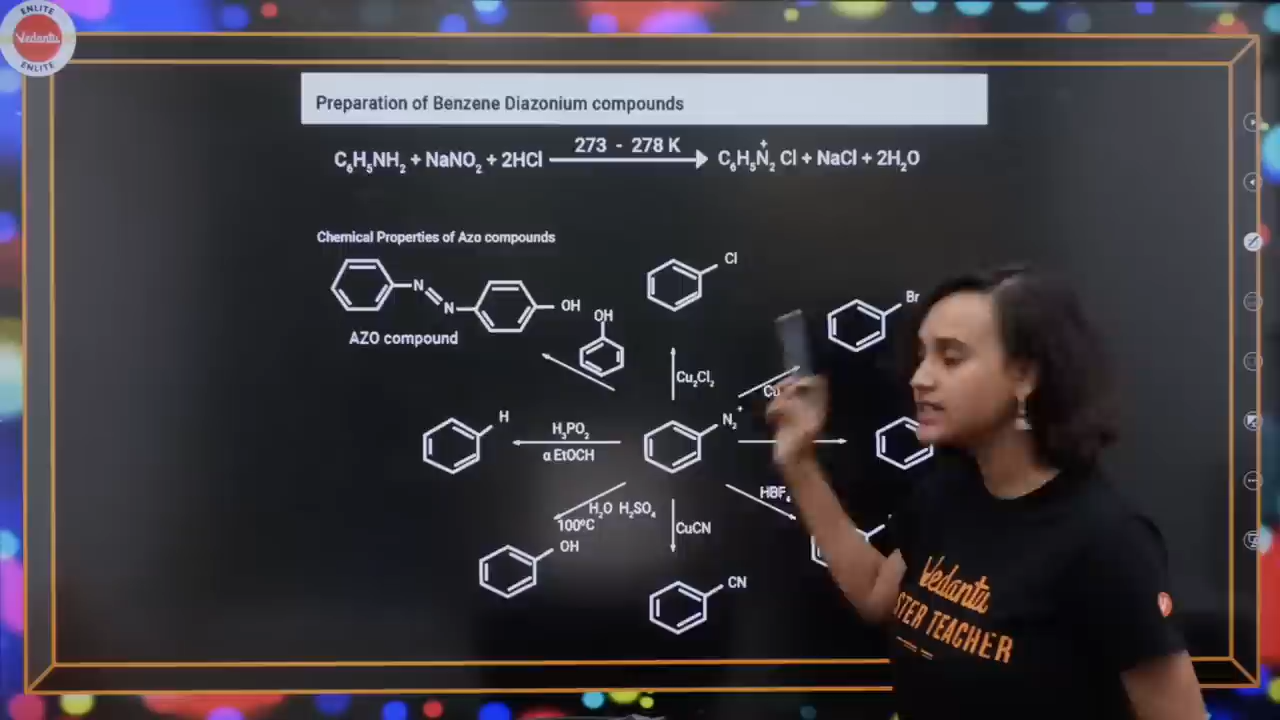 ENLITE
Vedantu
ENLITE
Preparation of Benzene Diazonium compounds
C₆H₅NH₂ + NaNO₂ + 2HCl 273 - 278 K C₆H₅N₂⁺ Cl + NaCl + 2H₂O
Chemical Properties of Azo compounds
Cl
N
N
OH
OH
Br
AZO compound
Cu₂Cl₂
Cu
H
H₃PO₂
N₂⁺
α EtOCH
HBF₄
H₂O H₂SO₄
100ºC
CuCN
OH
CN
Vedantu
STER TEACHER